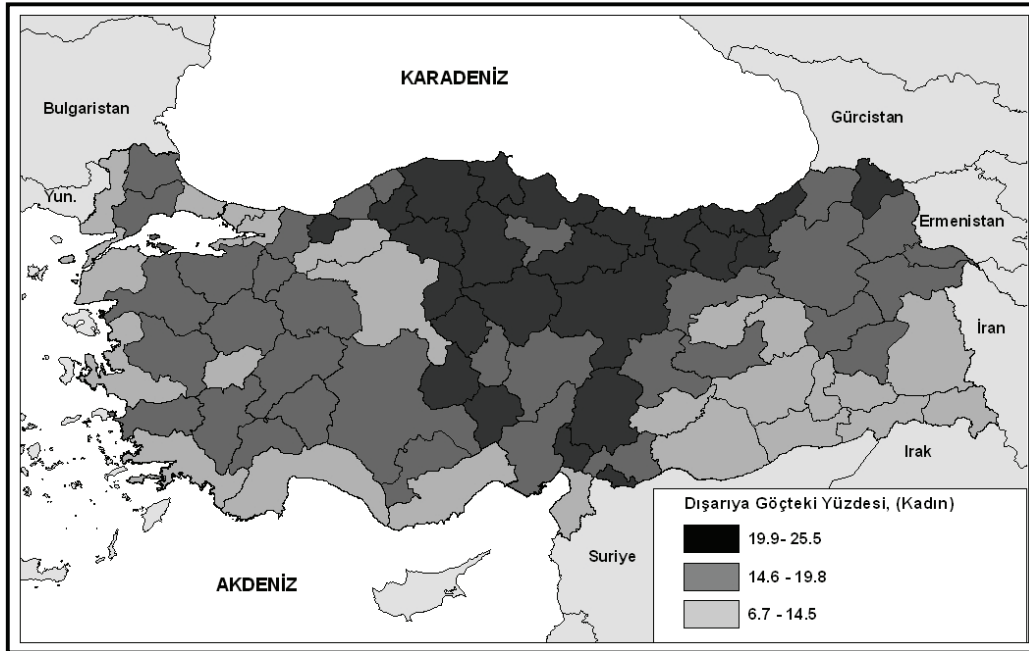 KARADENİZ
Bulgaristan
Gürcistan
Yun.
Ermenistan
İran
Irak
Suriye
AKDENİZ
Dışarıya Göçteki Yüzdesi, (Kadın)
19.9- 25.5
14.6 - 19.8
6.7 - 14.5